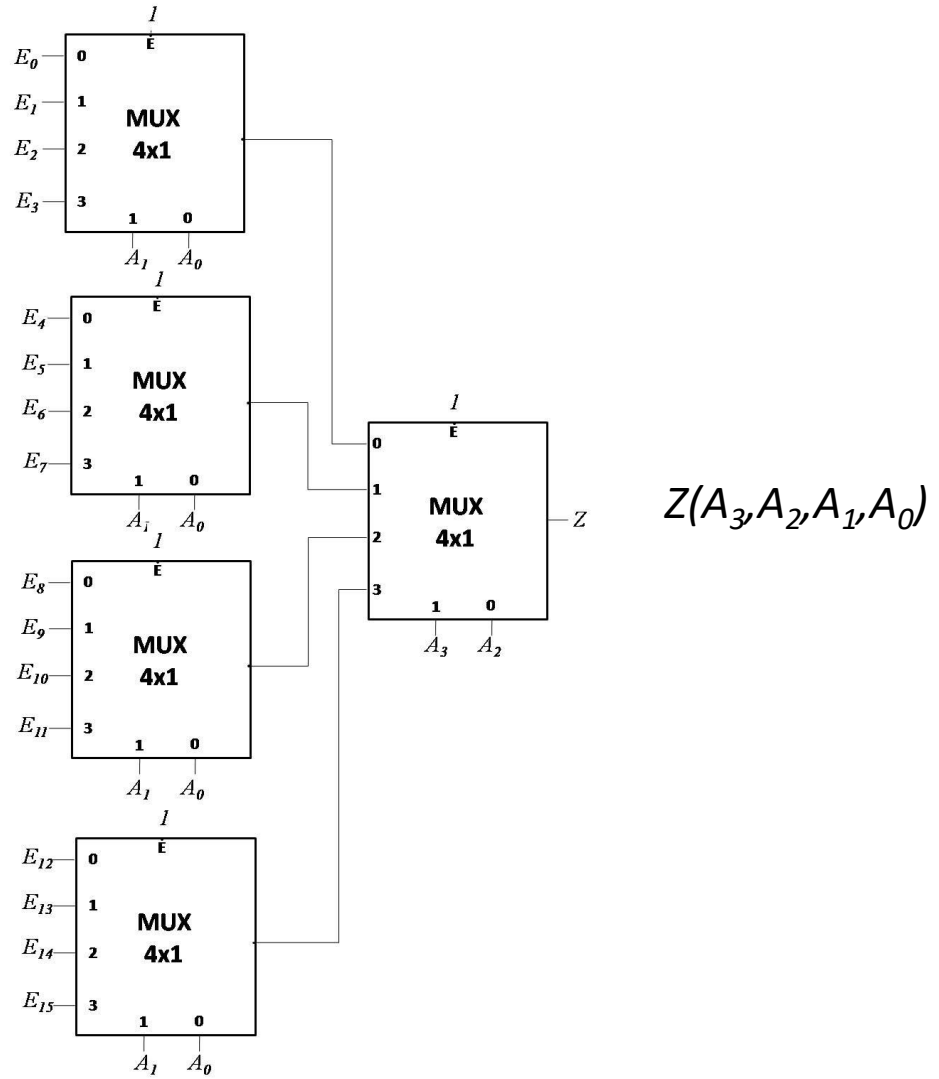 1
E
E₀ 0
E₁ 1
MUX
4x1
E₂ 2
E₃ 3
1 0
A₁ A₀
1
E
E₄ 0
E₅ 1
MUX
4x1
E₆ 2
E₇ 3
1 0
A₁ A₀
1
E
E₈ 0
E₉ 1
MUX
4x1
E₁₀ 2
E₁₁ 3
1 0
A₁ A₀
1
E
E₁₂ 0
E₁₃ 1
MUX
4x1
E₁₄ 2
E₁₅ 3
1 0
A₁ A₀
1
E
0
1
MUX
4x1
2
3
1 0
A₃ A₂
Z
Z(A₃,A₂,A₁,A₀)